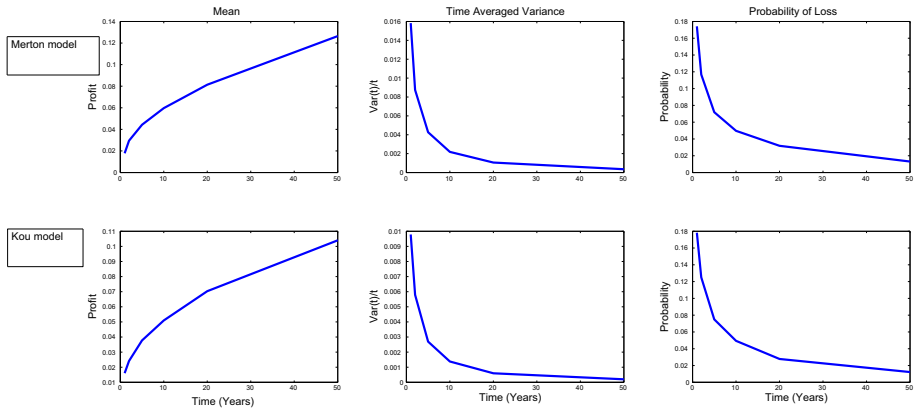 Mean
Time Averaged Variance
Probability of Loss
Merton model
Profit
0.14
0.12
0.1
0.08
0.06
0.04
0.02
0
0 10 20 30 40 50
Var(t)/t
0.016
0.014
0.012
0.01
0.008
0.006
0.004
0.002
0
0 10 20 30 40 50
Probability
0.18
0.16
0.14
0.12
0.1
0.08
0.06
0.04
0.02
0
0 10 20 30 40 50
Kou model
Profit
0.11
0.1
0.09
0.08
0.07
0.06
0.05
0.04
0.03
0.02
0.01
0 10 20 30 40 50
Time (Years)
Var(t)/t
0.01
0.009
0.008
0.007
0.006
0.005
0.004
0.003
0.002
0.001
0
0 10 20 30 40 50
Time (Years)
Probability
0.18
0.16
0.14
0.12
0.1
0.08
0.06
0.04
0.02
0
0 10 20 30 40 50
Time (Years)